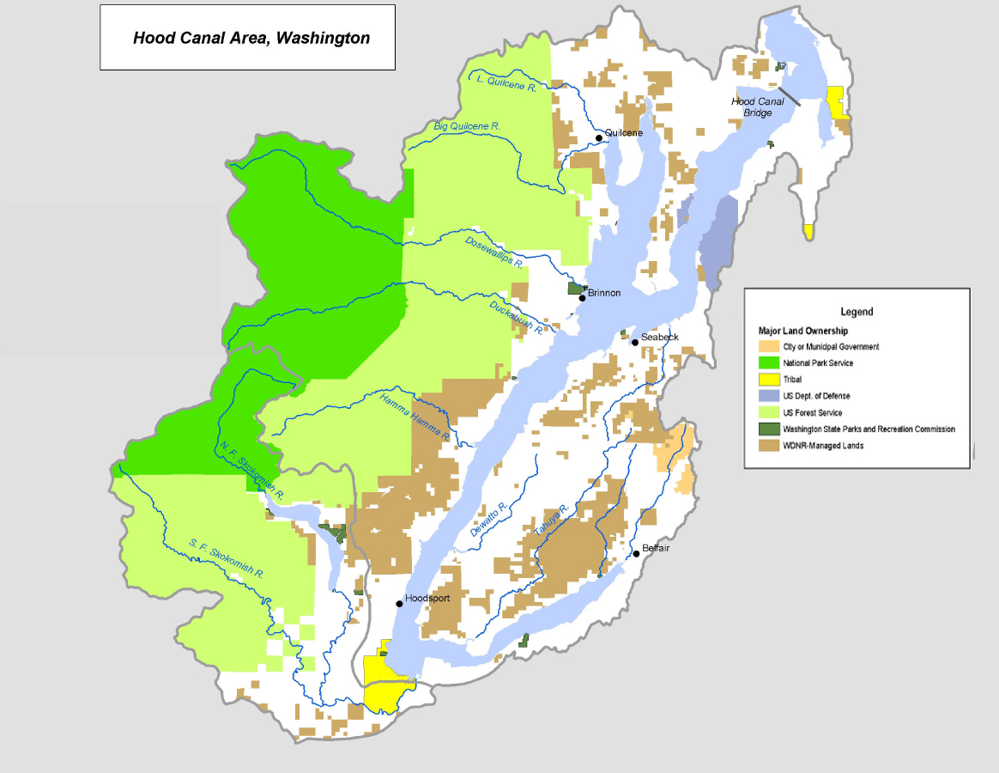 Hood Canal Area, Washington
L. Quilcene R.
Hood Canal
Bridge
Big Quilcene R.
Quilcene
Dosewallips R.
Brinnon
Duckabush R.
Seabeck
Legend
Major Land Ownership
City or Municipal Government
National Park Service
Tribal
US Dept. of Defense
US Forest Service
Washington State Parks and Recreation Commission
WDNR-Managed Lands
Hamma Hamma R.
N. F. Skokomish R.
Dewatto R.
Tahuya R.
S. F. Skokomish R.
Belfair
Hoodsport